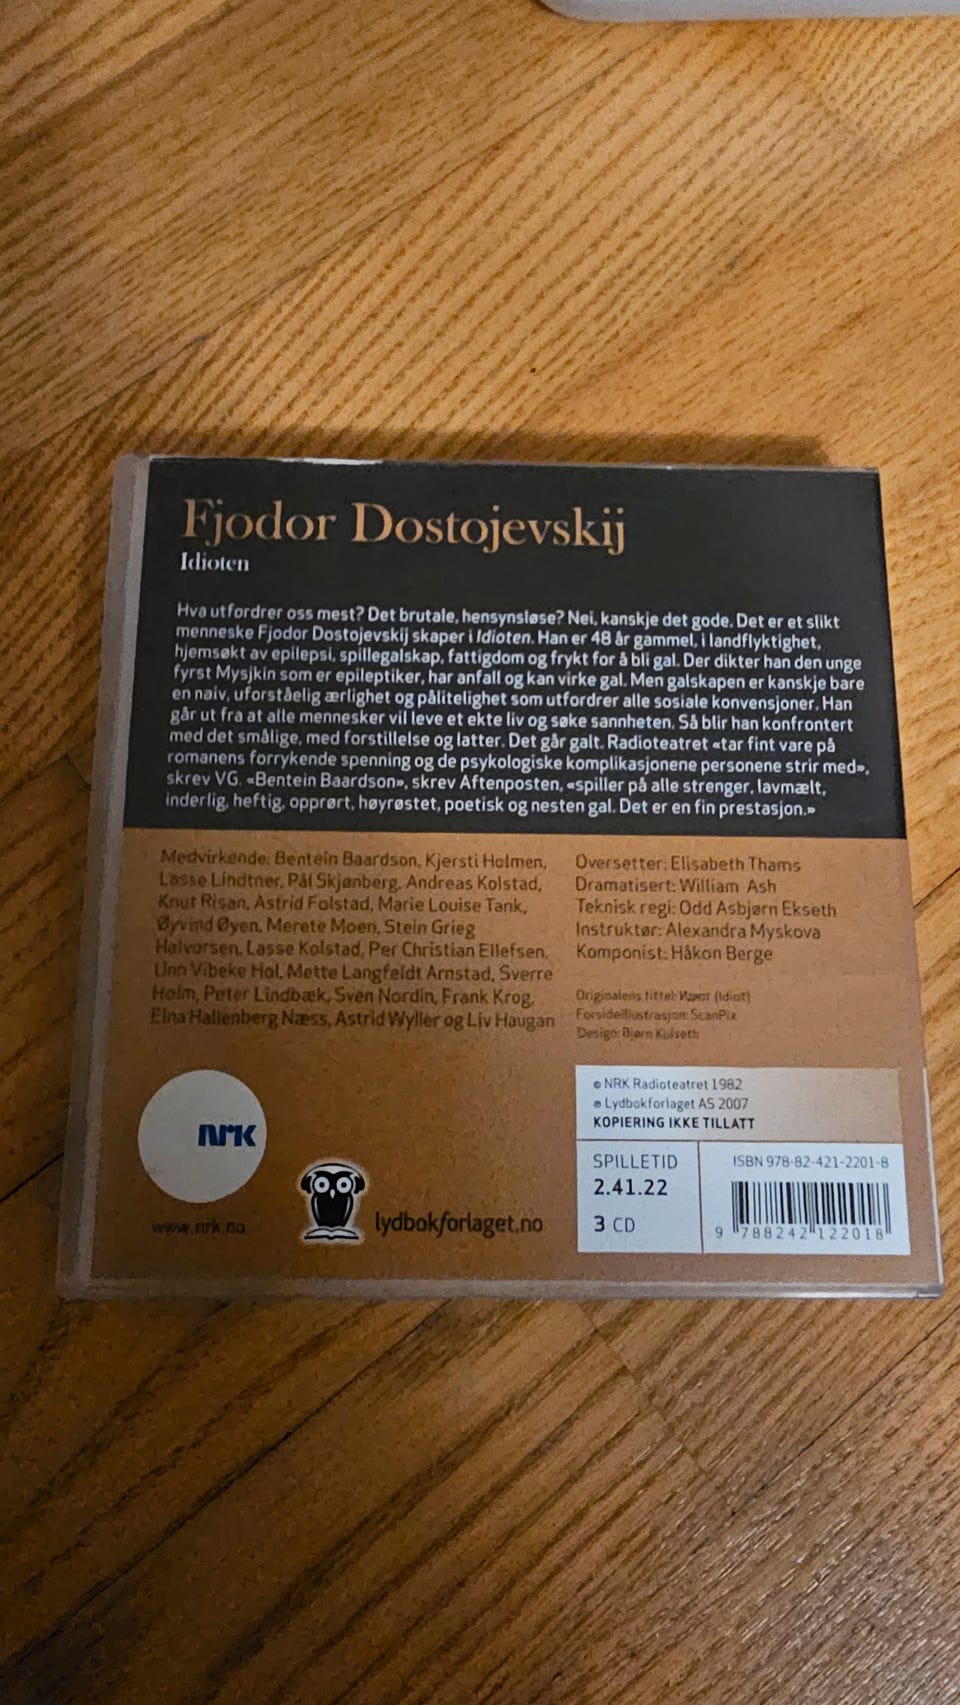 Fjodor Dostojevskij
Idioten
Hva utfordrer oss mest? Det brutale, hensynsløse? Nei, kanskje det gode. Det er et slikt
menneske Fjodor Dostojevskij skaper i Idioten. Han er 48 år gammel, i landflyktighet,
hjemsøkt av epilepsi, spillegalskap, fattigdom og frykt for å bli gal. Der dikter han den unge
fyrst Mysjkin som er epileptiker, har anfall og kan virke gal. Men galskapen er kanskje bare
en naiv, uforståelig ærlighet og pålitelighet som utfordrer alle sosiale konvensjoner. Han
går ut fra at alle mennesker vil leve et ekte liv og søke sannheten. Så blir han konfrontert
med det smålige, med forstillelse og latter. Det går galt. Radioteatret «tar fint vare på
romanens forrykende spenning og de psykologiske komplikasjonene personene strir med»,
skrev VG. «Bentein Baardson», skrev Aftenposten, «spiller på alle strenger, lavmælt,
inderlig, heftig, opprørt, høyrøstet, poetisk og nesten gal. Det er en fin prestasjon.»
Medvirkende: Bentein Baardson, Kjersti Holmen,
Lasse Lindtner, Pål Skjønberg, Andreas Kolstad,
Knut Risan, Astrid Folstad, Marie Louise Tank,
Øyvind Øyen, Merete Moen, Stein Grieg
Halvorsen, Lasse Kolstad, Per Christian Ellefsen,
Unn Vibeke Hol, Mette Langfeldt Arnstad, Sverre
Holm, Peter Lindbæk, Sven Nordin, Frank Krog,
Elna Hallenberg Næss, Astrid Wyller og Liv Haugan
Oversetter: Elisabeth Thams
Dramatisert: William Ash
Teknisk regi: Odd Asbjørn Ekseth
Instruktør: Alexandra Myskova
Komponist: Håkon Berge
Originalens tittel: Идиот (Idiot)
Forsideillustrasjon: ScanPix
Design: Bjørn Kulseth
© NRK Radioteatret 1982
℗ Lydbokforlaget AS 2007
KOPIERING IKKE TILLATT
SPILLETID
2.41.22
3 CD
ISBN 978-82-421-2201-8
9 788242 122018
NRK
www.nrk.no
lydbokforlaget.no